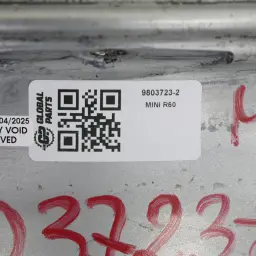 04/2025
Y VOID
VED
GLOBAL
PARTS
9803723-2
MINI R60
03723-